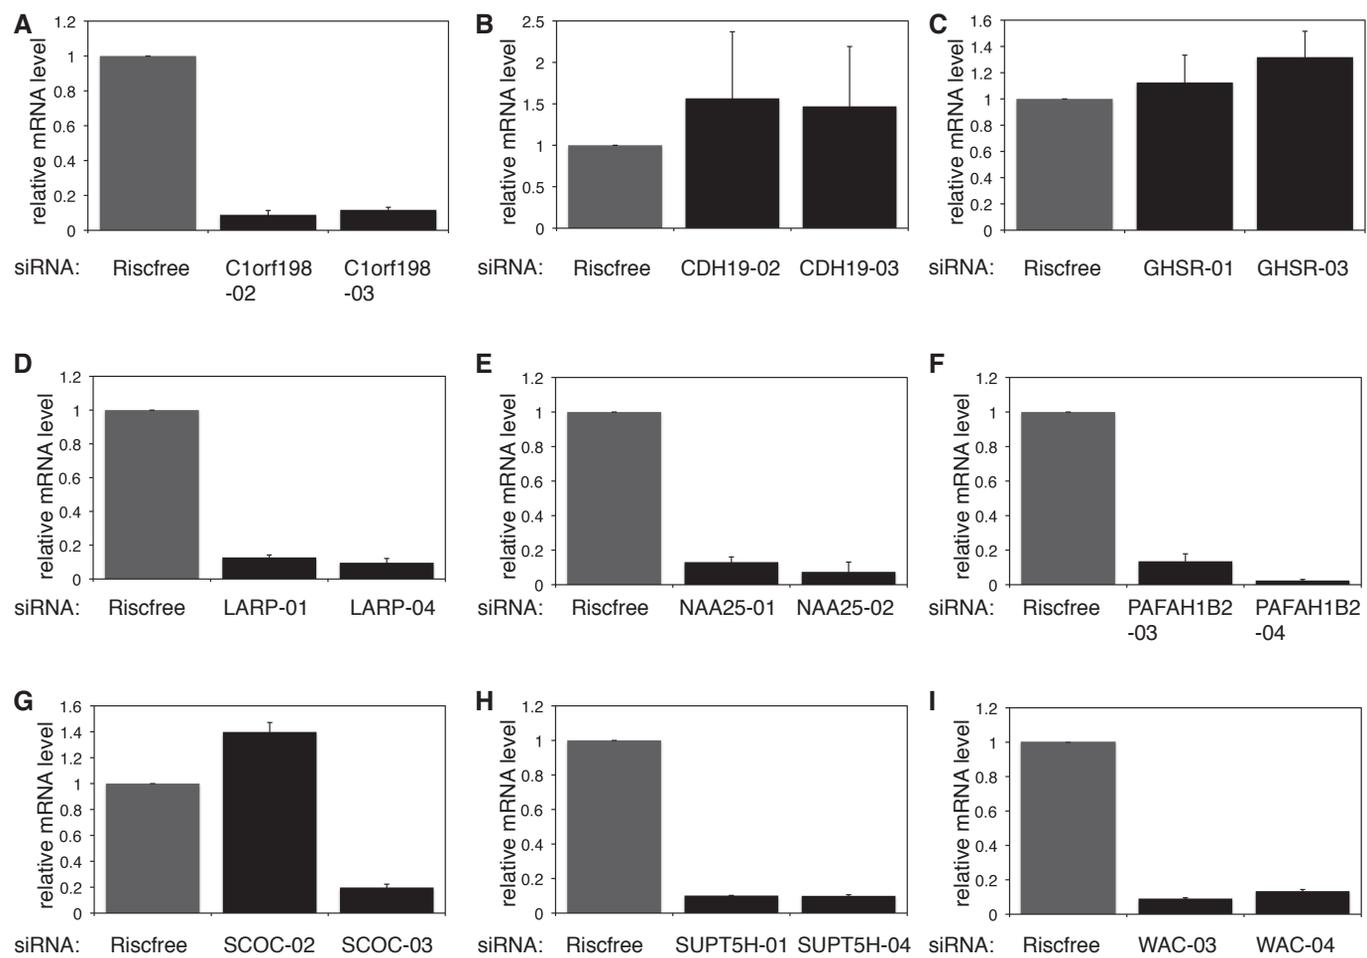 A
relative mRNA level
1.2
1
0.8
0.6
0.4
0.2
0
siRNA: Riscfree C1orf198 C1orf198
-02 -03
B
relative mRNA level
2.5
2
1.5
1
0.5
0
siRNA: Riscfree CDH19-02 CDH19-03
C
relative mRNA level
1.6
1.4
1.2
1
0.8
0.6
0.4
0.2
0
siRNA: Riscfree GHSR-01 GHSR-03
D
relative mRNA level
1.2
1
0.8
0.6
0.4
0.2
0
siRNA: Riscfree LARP-01 LARP-04
E
relative mRNA level
1.2
1
0.8
0.6
0.4
0.2
0
siRNA: Riscfree NAA25-01 NAA25-02
F
relative mRNA level
1.2
1
0.8
0.6
0.4
0.2
0
siRNA: Riscfree PAFAH1B2 PAFAH1B2
-03 -04
G
relative mRNA level
1.6
1.4
1.2
1
0.8
0.6
0.4
0.2
0
siRNA: Riscfree SCOC-02 SCOC-03
H
relative mRNA level
1.2
1
0.8
0.6
0.4
0.2
0
siRNA: Riscfree SUPT5H-01 SUPT5H-04
I
relative mRNA level
1.2
1
0.8
0.6
0.4
0.2
0
siRNA: Riscfree WAC-03 WAC-04